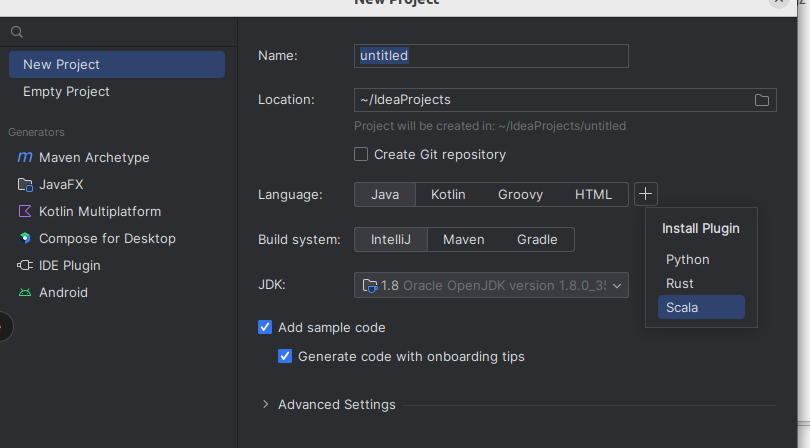 New Project
New Project
Empty Project
Generators
Maven Archetype
JavaFX
Kotlin Multiplatform
Compose for Desktop
IDE Plugin
Android
Name:
untitled
Location:
~/IdeaProjects
Project will be created in: ~/IdeaProjects/untitled
Create Git repository
Language:
Java Kotlin Groovy HTML
Install Plugin
Python
Rust
Scala
Build system:
IntelliJ Maven Gradle
JDK:
1.8 Oracle OpenJDK version 1.8.0_35
Add sample code
Generate code with onboarding tips
Advanced Settings